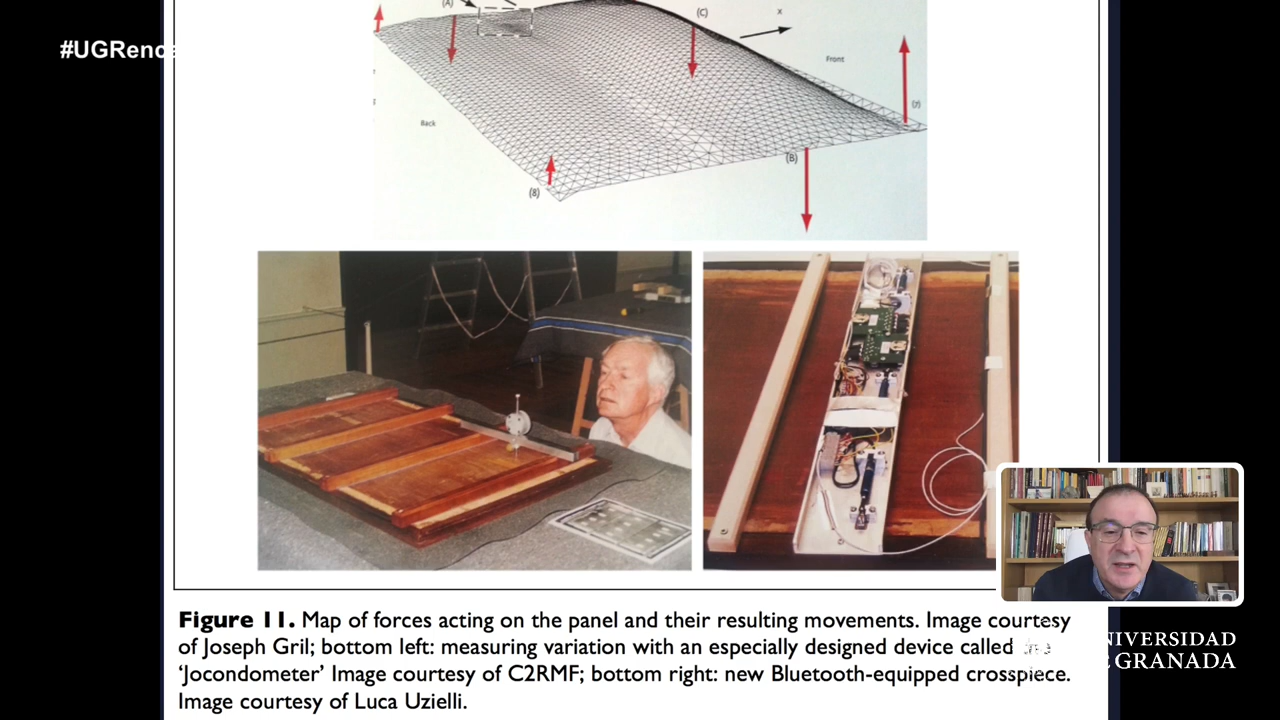 #UGRenc
(A)
(C)
x
Front
(7)
Back
(B)
(8)
Figure 11. Map of forces acting on the panel and their resulting movements. Image courtesy
of Joseph Gril; bottom left: measuring variation with an especially designed device called the
‘Jocondometer’ Image courtesy of C2RMF; bottom right: new Bluetooth-equipped crosspiece.
Image courtesy of Luca Uzielli.
NIVERSIDAD
GRANADA